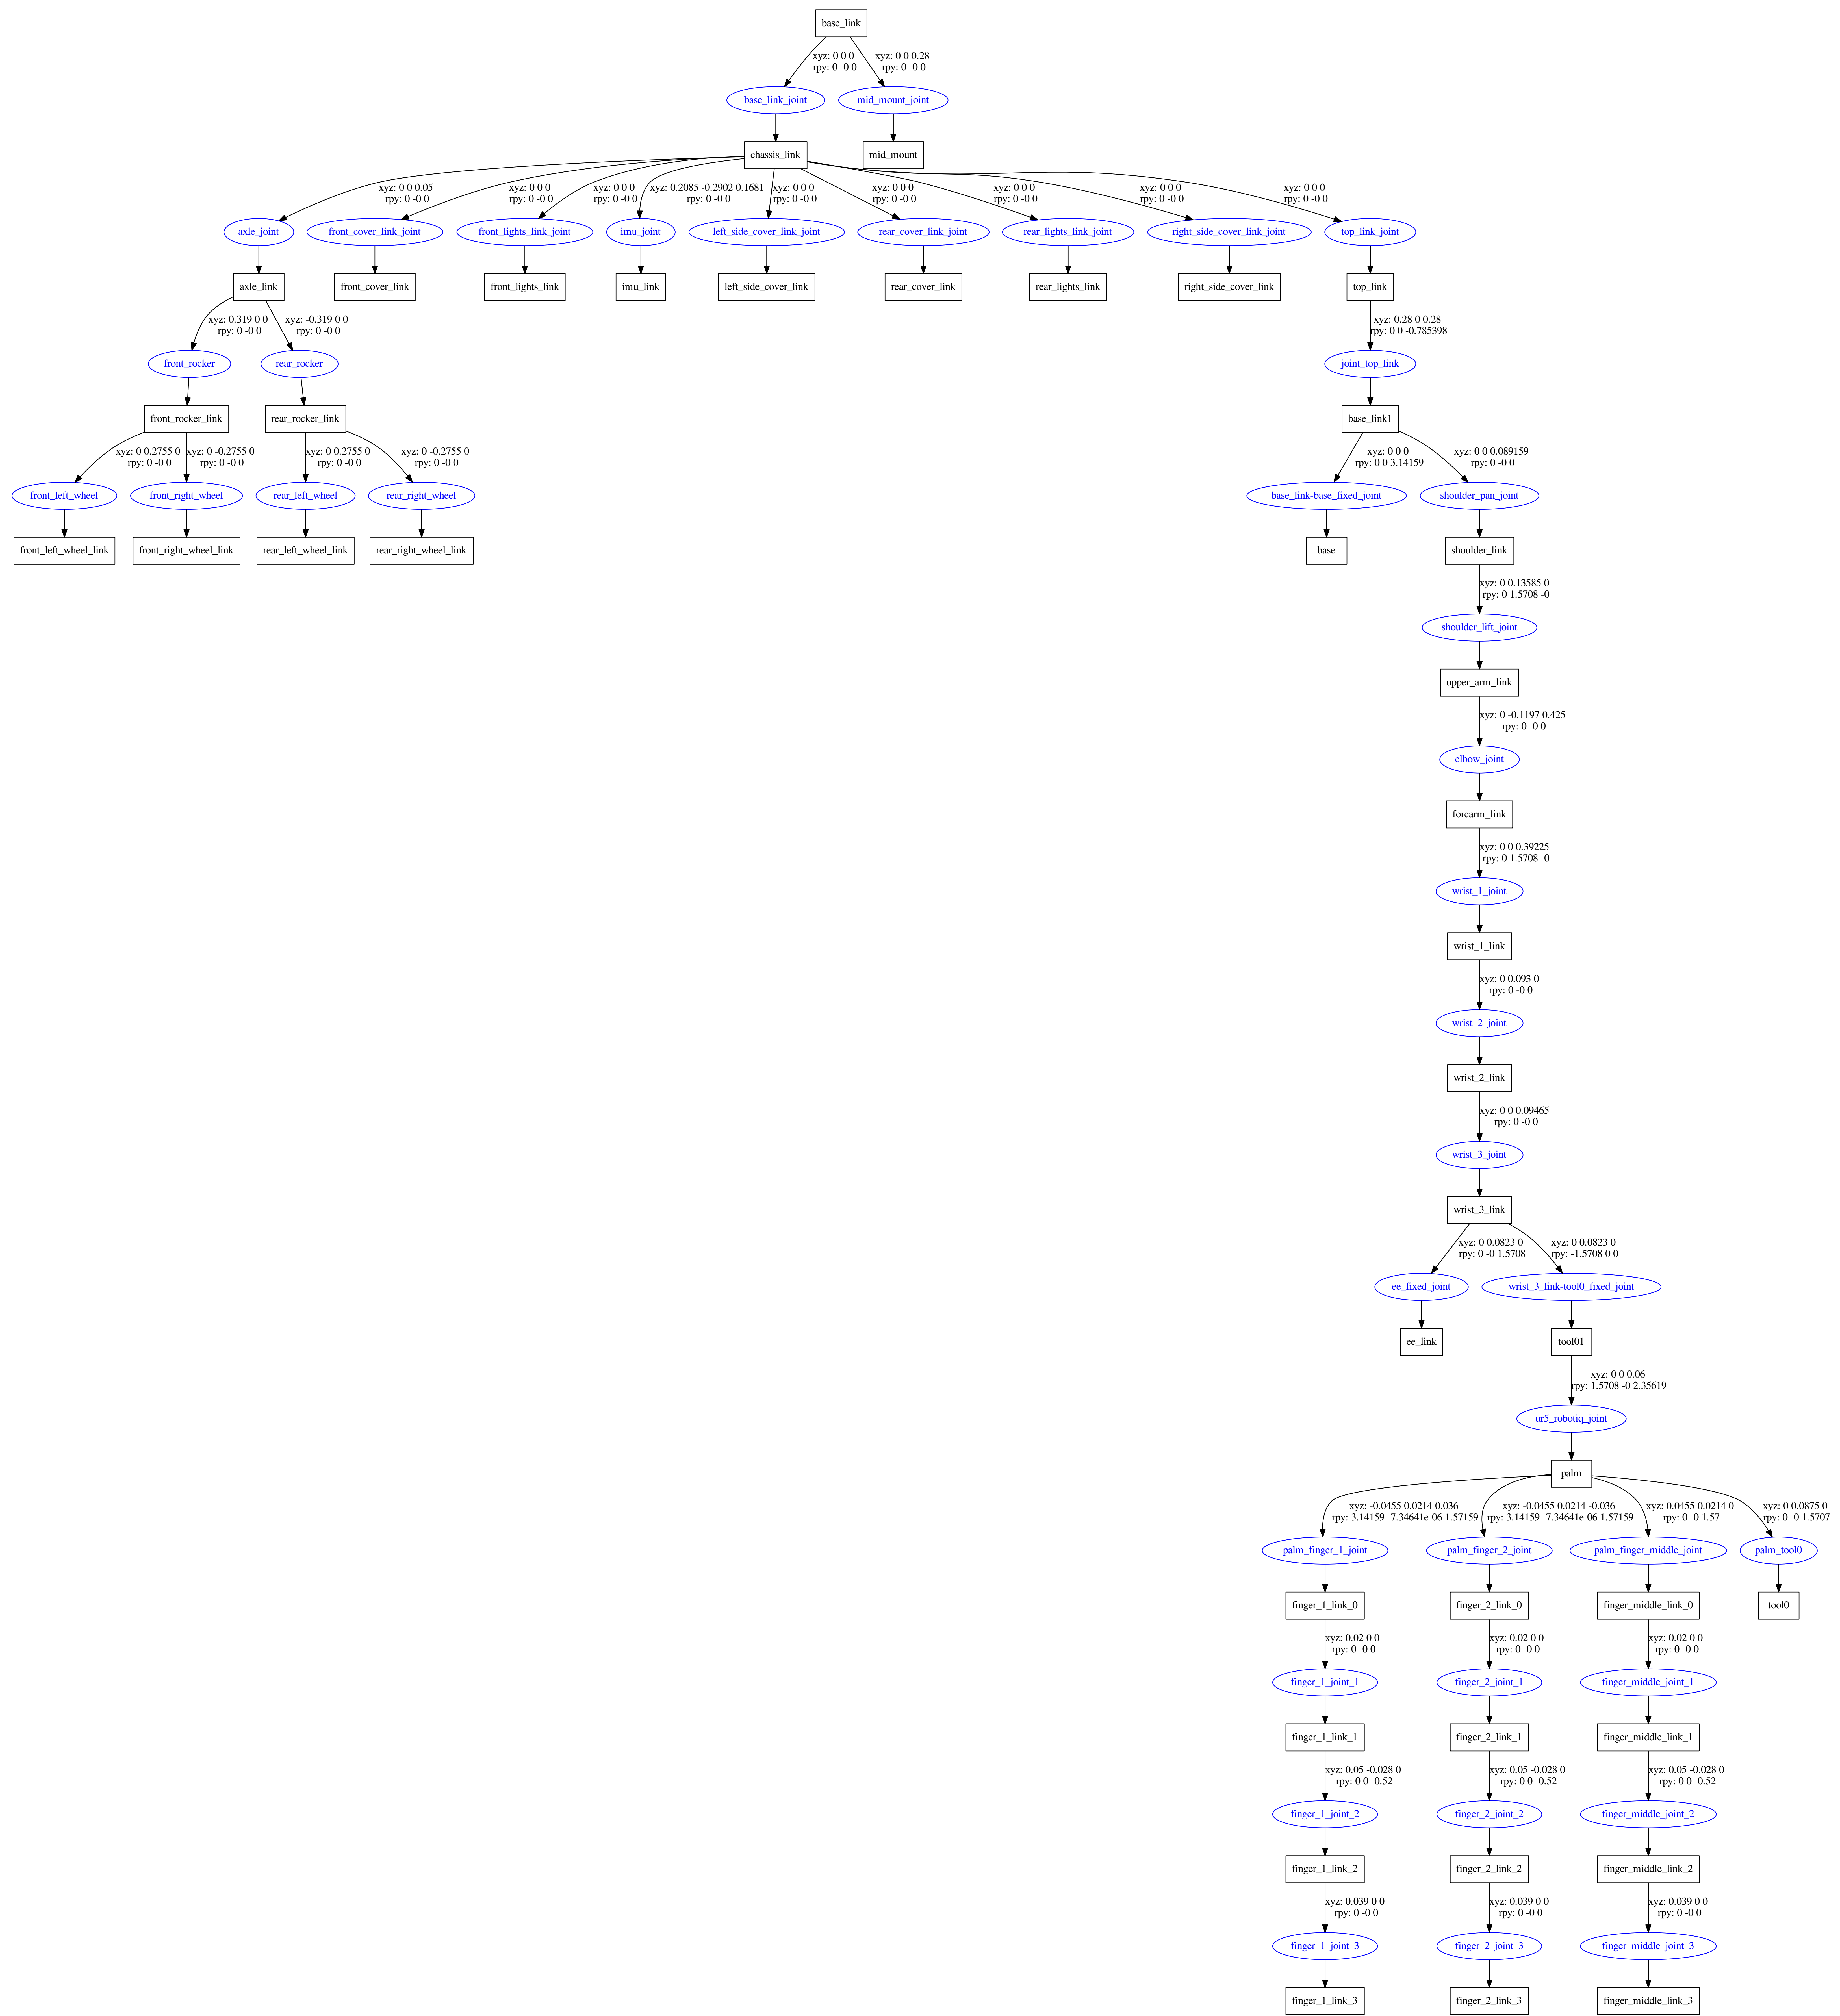 base_link
xyz: 0 0 0
rpy: 0 -0 0
xyz: 0 0 0.28
rpy: 0 -0 0
base_link_joint
mid_mount_joint
chassis_link
mid_mount
xyz: 0 0 0.05
rpy: 0 -0 0
xyz: 0 0 0
rpy: 0 -0 0
xyz: 0 0 0
rpy: 0 -0 0
xyz: 0.2085 -0.2902 0.1681
rpy: 0 -0 0
xyz: 0 0 0
rpy: 0 -0 0
xyz: 0 0 0
rpy: 0 -0 0
xyz: 0 0 0
rpy: 0 -0 0
xyz: 0 0 0
rpy: 0 -0 0
xyz: 0 0 0
rpy: 0 -0 0
axle_joint
front_cover_link_joint
front_lights_link_joint
imu_joint
left_side_cover_link_joint
rear_cover_link_joint
rear_lights_link_joint
right_side_cover_link_joint
top_link_joint
axle_link
front_cover_link
front_lights_link
imu_link
left_side_cover_link
rear_cover_link
rear_lights_link
right_side_cover_link
top_link
xyz: 0.319 0 0
rpy: 0 -0 0
xyz: -0.319 0 0
rpy: 0 -0 0
xyz: 0.28 0 0.28
rpy: 0 0 -0.785398
front_rocker
rear_rocker
joint_top_link
front_rocker_link
rear_rocker_link
base_link1
xyz: 0 0.2755 0
rpy: 0 -0 0
xyz: 0 -0.2755 0
rpy: 0 -0 0
xyz: 0 0.2755 0
rpy: 0 -0 0
xyz: 0 -0.2755 0
rpy: 0 -0 0
xyz: 0 0 0
rpy: 0 0 3.14159
xyz: 0 0 0.089159
rpy: 0 -0 0
front_left_wheel
front_right_wheel
rear_left_wheel
rear_right_wheel
base_link-base_fixed_joint
shoulder_pan_joint
front_left_wheel_link
front_right_wheel_link
rear_left_wheel_link
rear_right_wheel_link
base
shoulder_link
xyz: 0 0.13585 0
rpy: 0 1.5708 -0
shoulder_lift_joint
upper_arm_link
xyz: 0 -0.1197 0.425
rpy: 0 -0 0
elbow_joint
forearm_link
xyz: 0 0 0.39225
rpy: 0 1.5708 -0
wrist_1_joint
wrist_1_link
xyz: 0 0.093 0
rpy: 0 -0 0
wrist_2_joint
wrist_2_link
xyz: 0 0 0.09465
rpy: 0 -0 0
wrist_3_joint
wrist_3_link
xyz: 0 0.0823 0
rpy: 0 -0 1.5708
xyz: 0 0.0823 0
rpy: -1.5708 0 0
ee_fixed_joint
wrist_3_link-tool0_fixed_joint
ee_link
tool01
xyz: 0 0 0.06
rpy: 1.5708 -0 2.35619
ur5_robotiq_joint
palm
xyz: -0.0455 0.0214 0.036
rpy: 3.14159 -7.34641e-06 1.57159
xyz: -0.0455 0.0214 -0.036
rpy: 3.14159 -7.34641e-06 1.57159
xyz: 0.0455 0.0214 0
rpy: 0 -0 1.57
xyz: 0 0.0875 0
rpy: 0 -0 1.5707
palm_finger_1_joint
palm_finger_2_joint
palm_finger_middle_joint
palm_tool0
finger_1_link_0
finger_2_link_0
finger_middle_link_0
tool0
xyz: 0.02 0 0
rpy: 0 -0 0
xyz: 0.02 0 0
rpy: 0 -0 0
xyz: 0.02 0 0
rpy: 0 -0 0
finger_1_joint_1
finger_2_joint_1
finger_middle_joint_1
finger_1_link_1
finger_2_link_1
finger_middle_link_1
xyz: 0.05 -0.028 0
rpy: 0 0 -0.52
xyz: 0.05 -0.028 0
rpy: 0 0 -0.52
xyz: 0.05 -0.028 0
rpy: 0 0 -0.52
finger_1_joint_2
finger_2_joint_2
finger_middle_joint_2
finger_1_link_2
finger_2_link_2
finger_middle_link_2
xyz: 0.039 0 0
rpy: 0 -0 0
xyz: 0.039 0 0
rpy: 0 -0 0
xyz: 0.039 0 0
rpy: 0 -0 0
finger_1_joint_3
finger_2_joint_3
finger_middle_joint_3
finger_1_link_3
finger_2_link_3
finger_middle_link_3